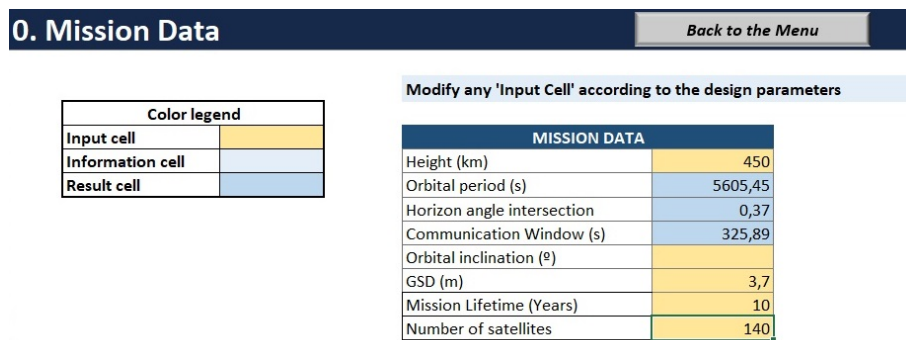 0. Mission Data
Back to the Menu
Modify any 'Input Cell' according to the design parameters
Color legend
Input cell
Information cell
Result cell
MISSION DATA
Height (km) 450
Orbital period (s) 5605,45
Horizon angle intersection 0,37
Communication Window (s) 325,89
Orbital inclination (º)
GSD (m) 3,7
Mission Lifetime (Years) 10
Number of satellites 140